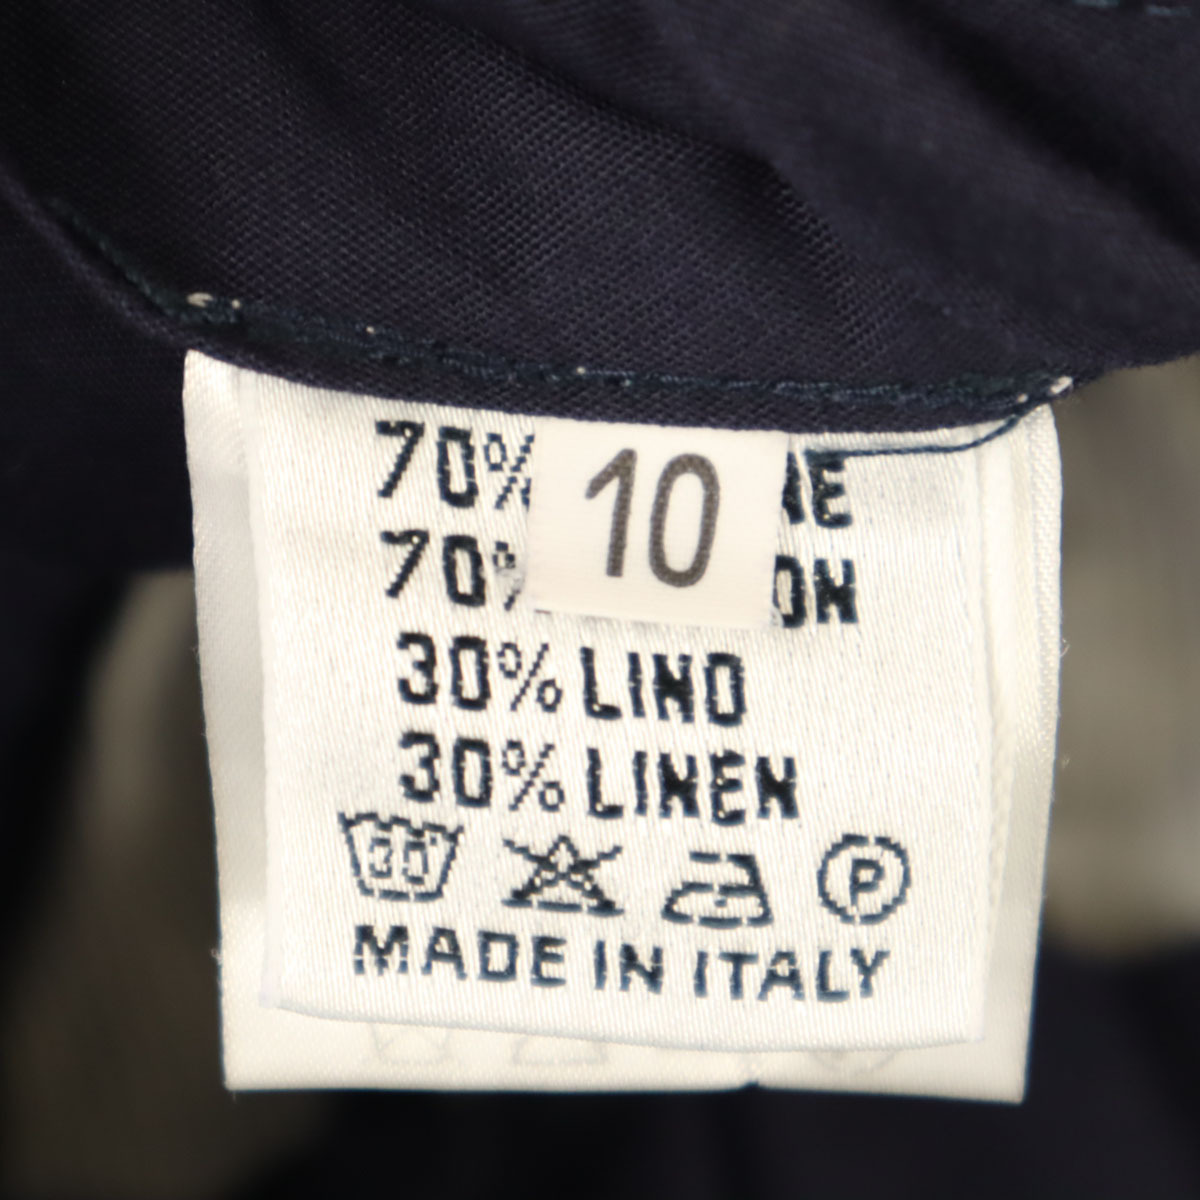 10
70%
70%
30% LINO
30% LINEN
30°
P
MADE IN ITALY